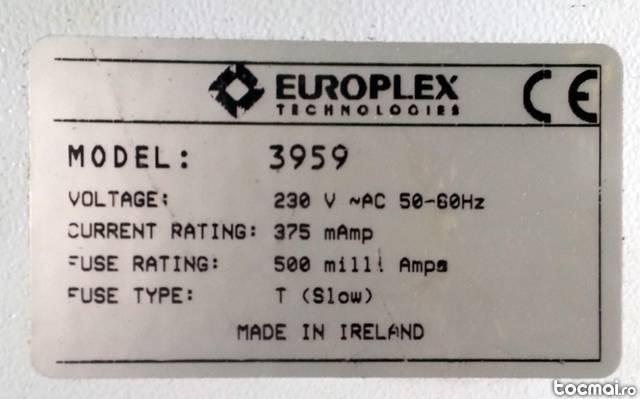 EUROPLEX
TECHNOLOGIES
CE
MODEL: 3959
VOLTAGE: 230 V ~AC 50-60Hz
CURRENT RATING: 375 mAmp
FUSE RATING: 500 milli Amps
FUSE TYPE: T (Slow)
MADE IN IRELAND
tocmai.ro